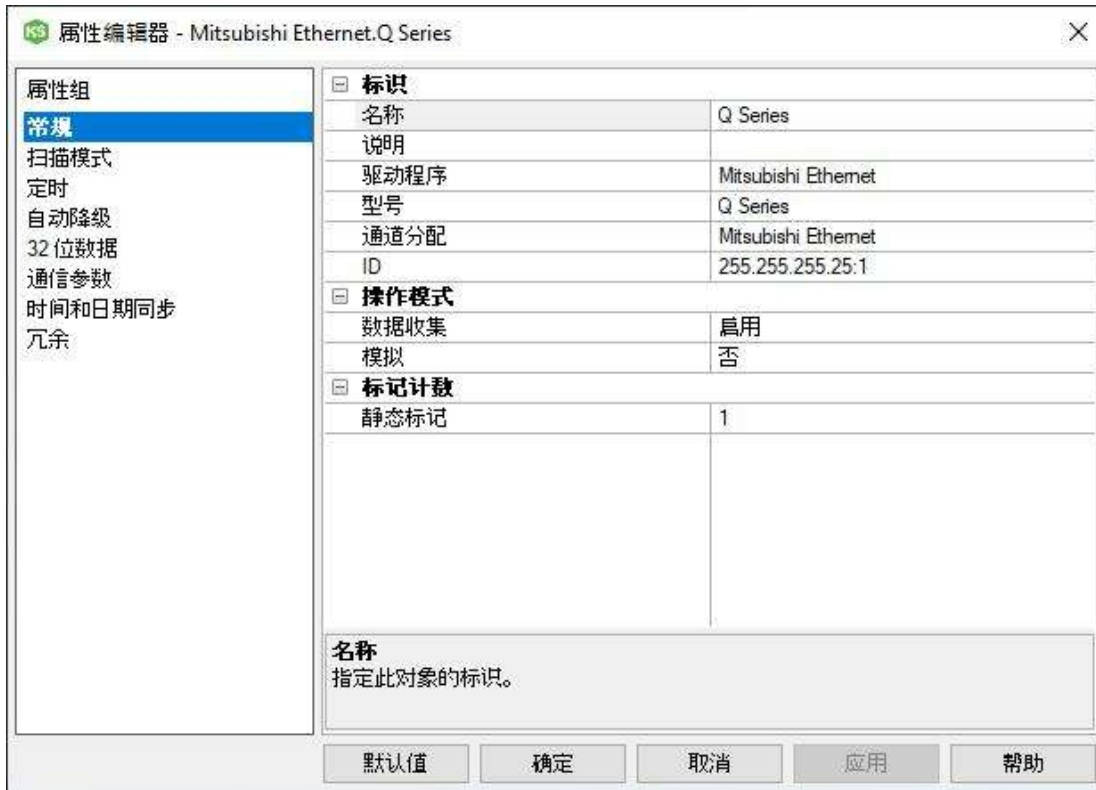 KS 属性编辑器 - Mitsubishi Ethernet.Q Series
属性组
常规
扫描模式
定时
自动降级
32 位数据
通信参数
时间和日期同步
冗余
标识
名称 Q Series
说明
驱动程序 Mitsubishi Ethernet
型号 Q Series
通道分配 Mitsubishi Ethernet
ID 255.255.255.25:1
操作模式
数据收集 启用
模拟 否
标记计数
静态标记 1
名称
指定此对象的标识。
默认值 确定 取消 应用 帮助